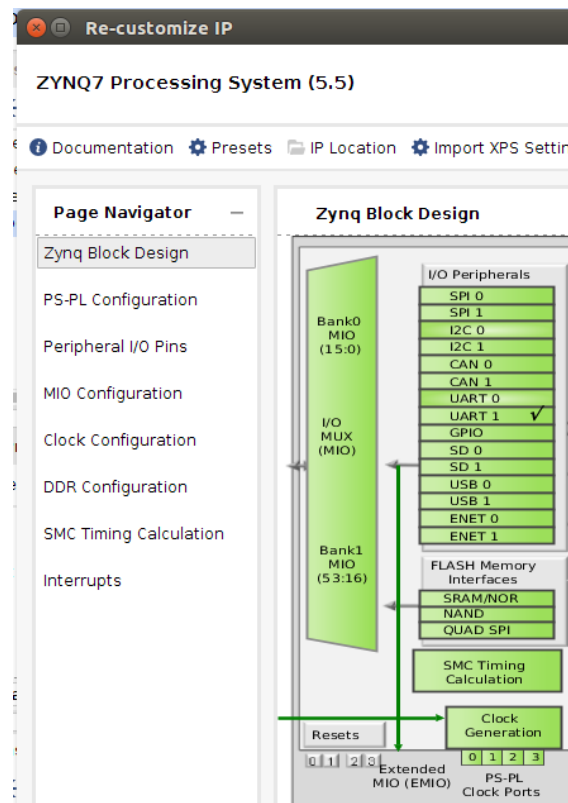 Re-customize IP
ZYNQ7 Processing System (5.5)
Documentation Presets IP Location Import XPS Settin
Page Navigator
Zynq Block Design
PS-PL Configuration
Peripheral I/O Pins
MIO Configuration
Clock Configuration
DDR Configuration
SMC Timing Calculation
Interrupts
Zynq Block Design
Bank0
MIO
(15:0)
I/O
MUX
(MIO)
Bank1
MIO
(53:16)
I/O Peripherals
SPI 0
SPI 1
I2C 0
I2C 1
CAN 0
CAN 1
UART 0
UART 1
GPIO
SD 0
SD 1
USB 0
USB 1
ENET 0
ENET 1
FLASH Memory
Interfaces
SRAM/NOR
NAND
QUAD SPI
SMC Timing
Calculation
Clock
Generation
Resets
0 1 2 3
Extended
MIO (EMIO)
0 1 2 3
PS-PL
Clock Ports